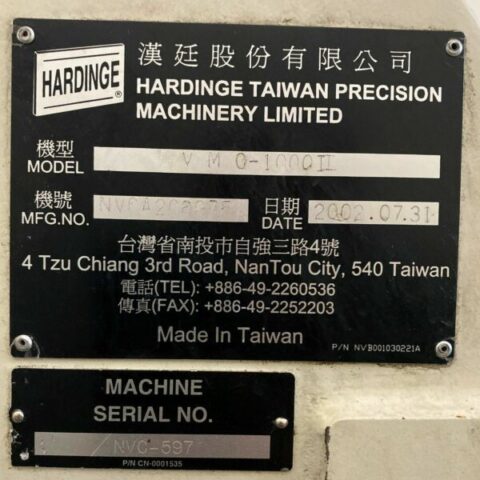 漢廷股份有限公司
HARDINGE®
HARDINGE TAIWAN PRECISION
MACHINERY LIMITED
機型
MODEL
機號
MFG.NO.
日期 2002.07.31
DATE
台灣省南投市自強三路4號
4 Tzu Chiang 3rd Road, NanTou City, 540 Taiwan
電話(TEL): +886-49-2260536
傳真(FAX): +886-49-2252203
Made In Taiwan
P/N NVB001030221A
MACHINE
SERIAL NO.
NVC-597
P/N CN-0001535